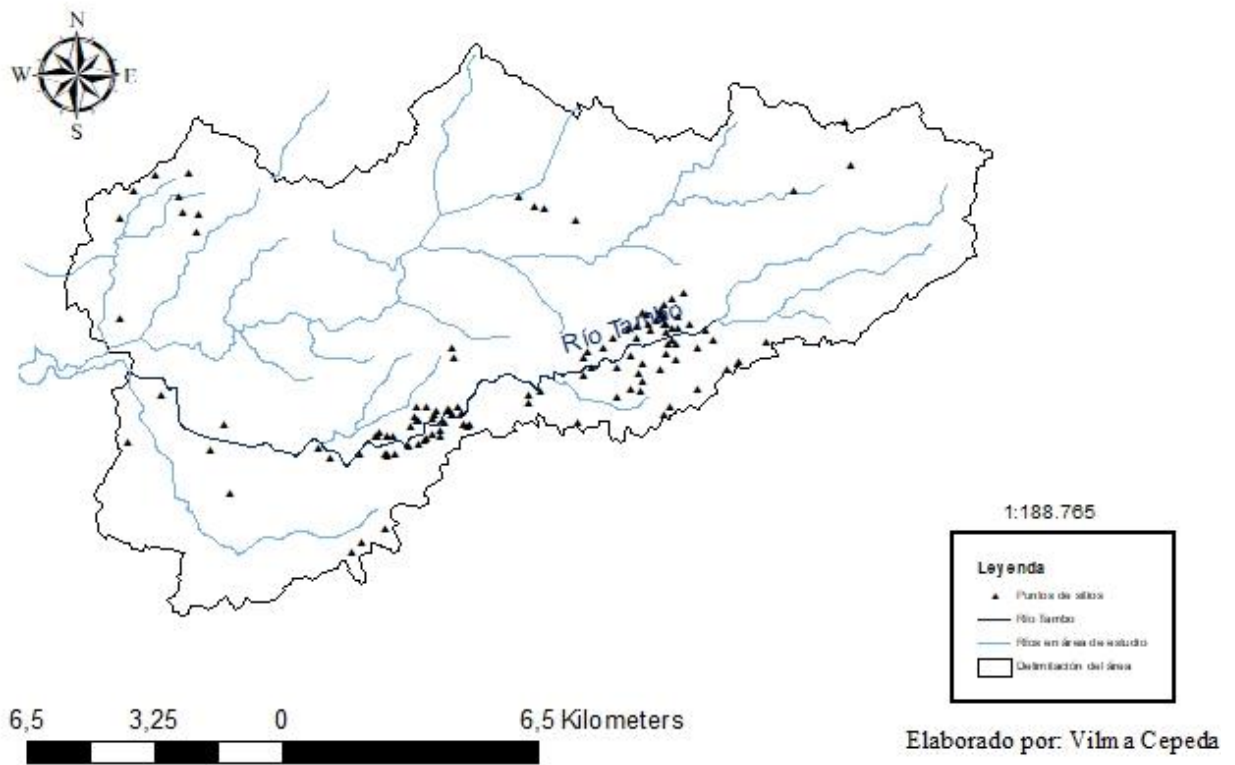 N
W E
S
Río Tambo
1:188.765
Leyenda
Puntos de sitios
Río Tambo
Ríos en área de estudio
Delimitación del área
6,5 3,25 0 6,5 Kilometers
Elaborado por: Vilma Cepeda